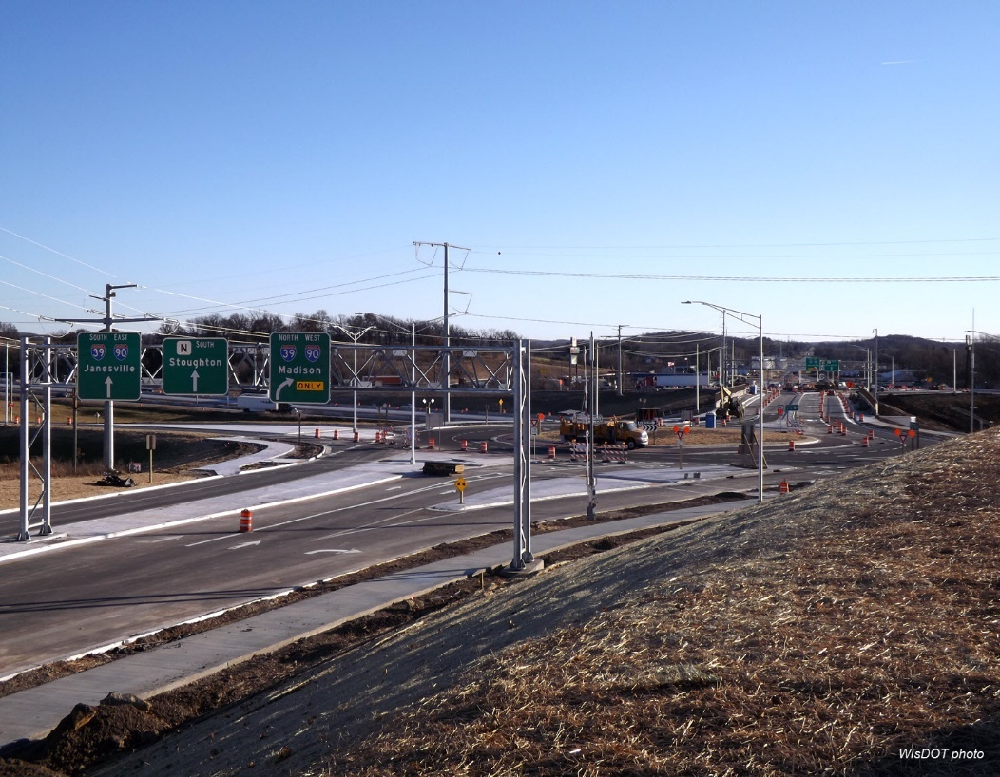 SOUTH EAST
39 90
Janesville
N SOUTH
Stoughton
NORTH WEST
39 90
Madison
ONLY
WisDOT photo